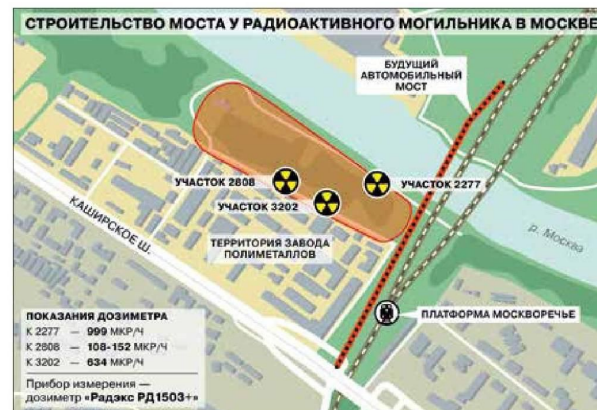 СТРОИТЕЛЬСТВО МОСТА У РАДИОАКТИВНОГО МОГИЛЬНИКА В МОСКВЕ
БУДУЩИЙ
АВТОМОБИЛЬНЫЙ
МОСТ
УЧАСТОК 2808
УЧАСТОК 2277
УЧАСТОК 3202
КАШИРСКОЕ Ш.
ТЕРРИТОРИЯ ЗАВОДА
ПОЛИМЕТАЛЛОВ
р. Москва
ПЛАТФОРМА МОСКВОРЕЧЬЕ
ПОКАЗАНИЯ ДОЗИМЕТРА
К 2277 — 999 МКР/Ч
К 2808 — 108-152 МКР/Ч
К 3202 — 634 МКР/Ч
Прибор измерения —
дозиметр «Радэкс РД1503+»